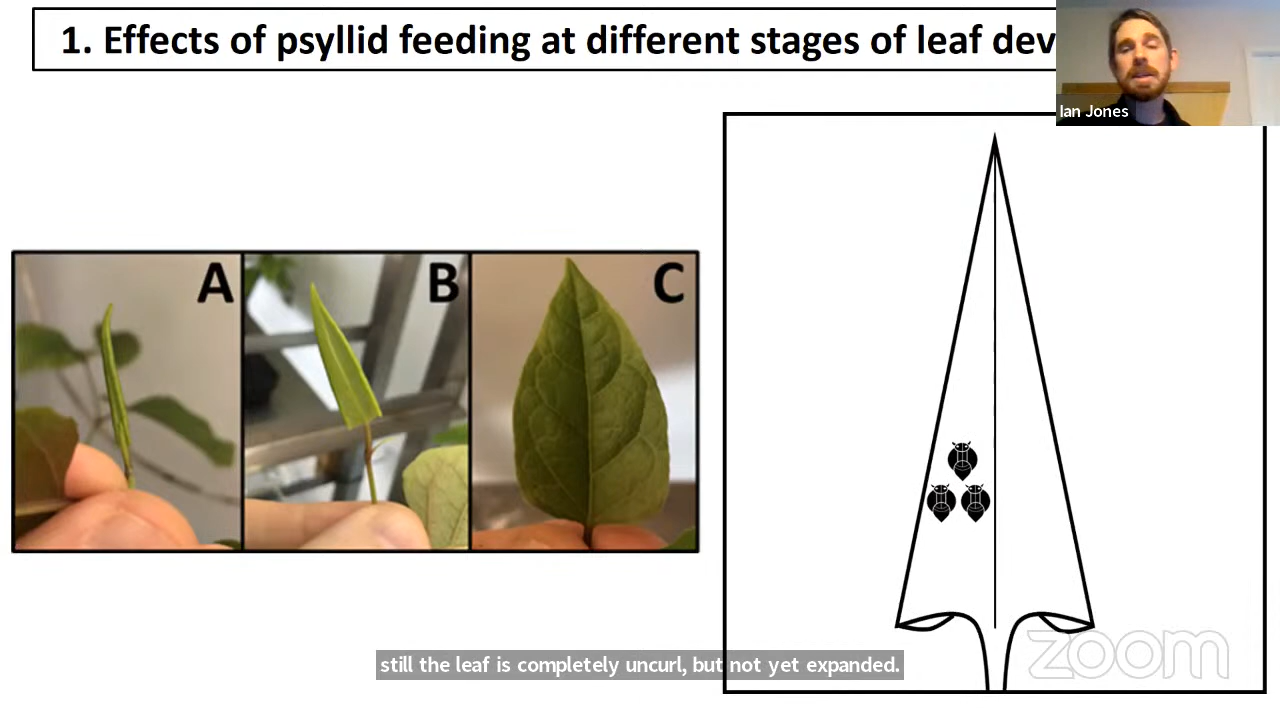 1. Effects of psyllid feeding at different stages of leaf dev
Ian Jones
A
B
C
still the leaf is completely uncurl, but not yet expanded.
zoom